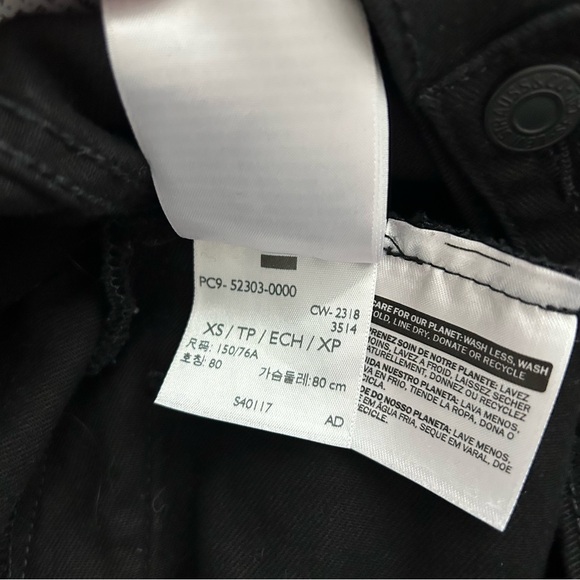 PC9- 52303-0000
CW- 2318
3514
XS / TP / ECH / XP
尺码: 150/76A
호칭: 80
가슴둘레: 80 cm
S40117
AD
CARE FOR OUR PLANET: WASH LESS, WASH
COLD, LINE DRY, DONATE OR RECYCLE
PRENEZ SOIN DE NOTRE PLANÈTE: LAVEZ
MOINS, LAVEZ À FROID, LAISSEZ SÉCHER
NATURELLEMENT, DONNEZ OU RECYCLEZ
CUIDA NUESTRO PLANETA: LAVA MENOS,
LAVA EN FRIO, TIENDE LA ROPA, DONA O
RECICLA.
CUIDE DO NOSSO PLANETA: LAVE MENOS,
LAVE EM ÁGUA FRIA, SEQUE EM VARAL, DOE
RECICLE.